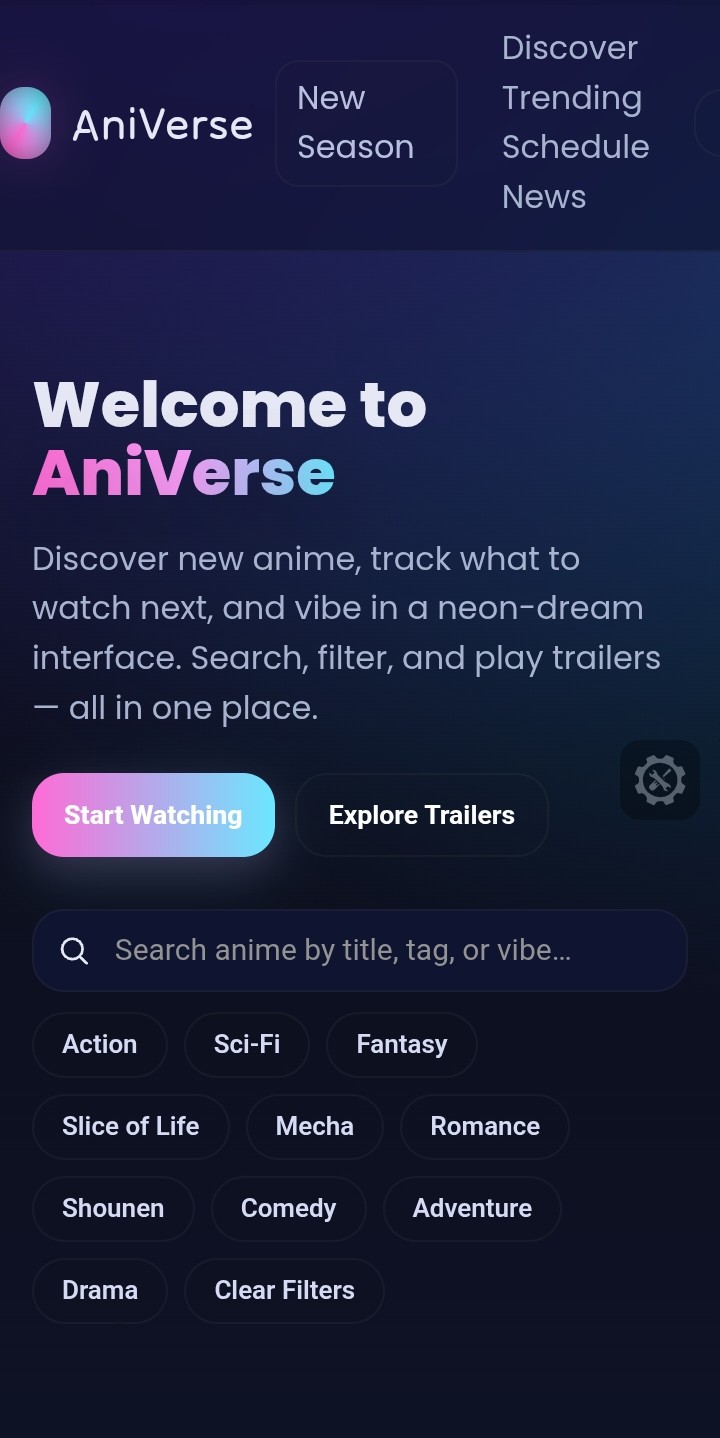 AniVerse
New
Season
Discover
Trending
Schedule
News
Welcome to
AniVerse
Discover new anime, track what to
watch next, and vibe in a neon-dream
interface. Search, filter, and play trailers
— all in one place.
Start Watching
Explore Trailers
Search anime by title, tag, or vibe…
Action
Sci-Fi
Fantasy
Slice of Life
Mecha
Romance
Shounen
Comedy
Adventure
Drama
Clear Filters